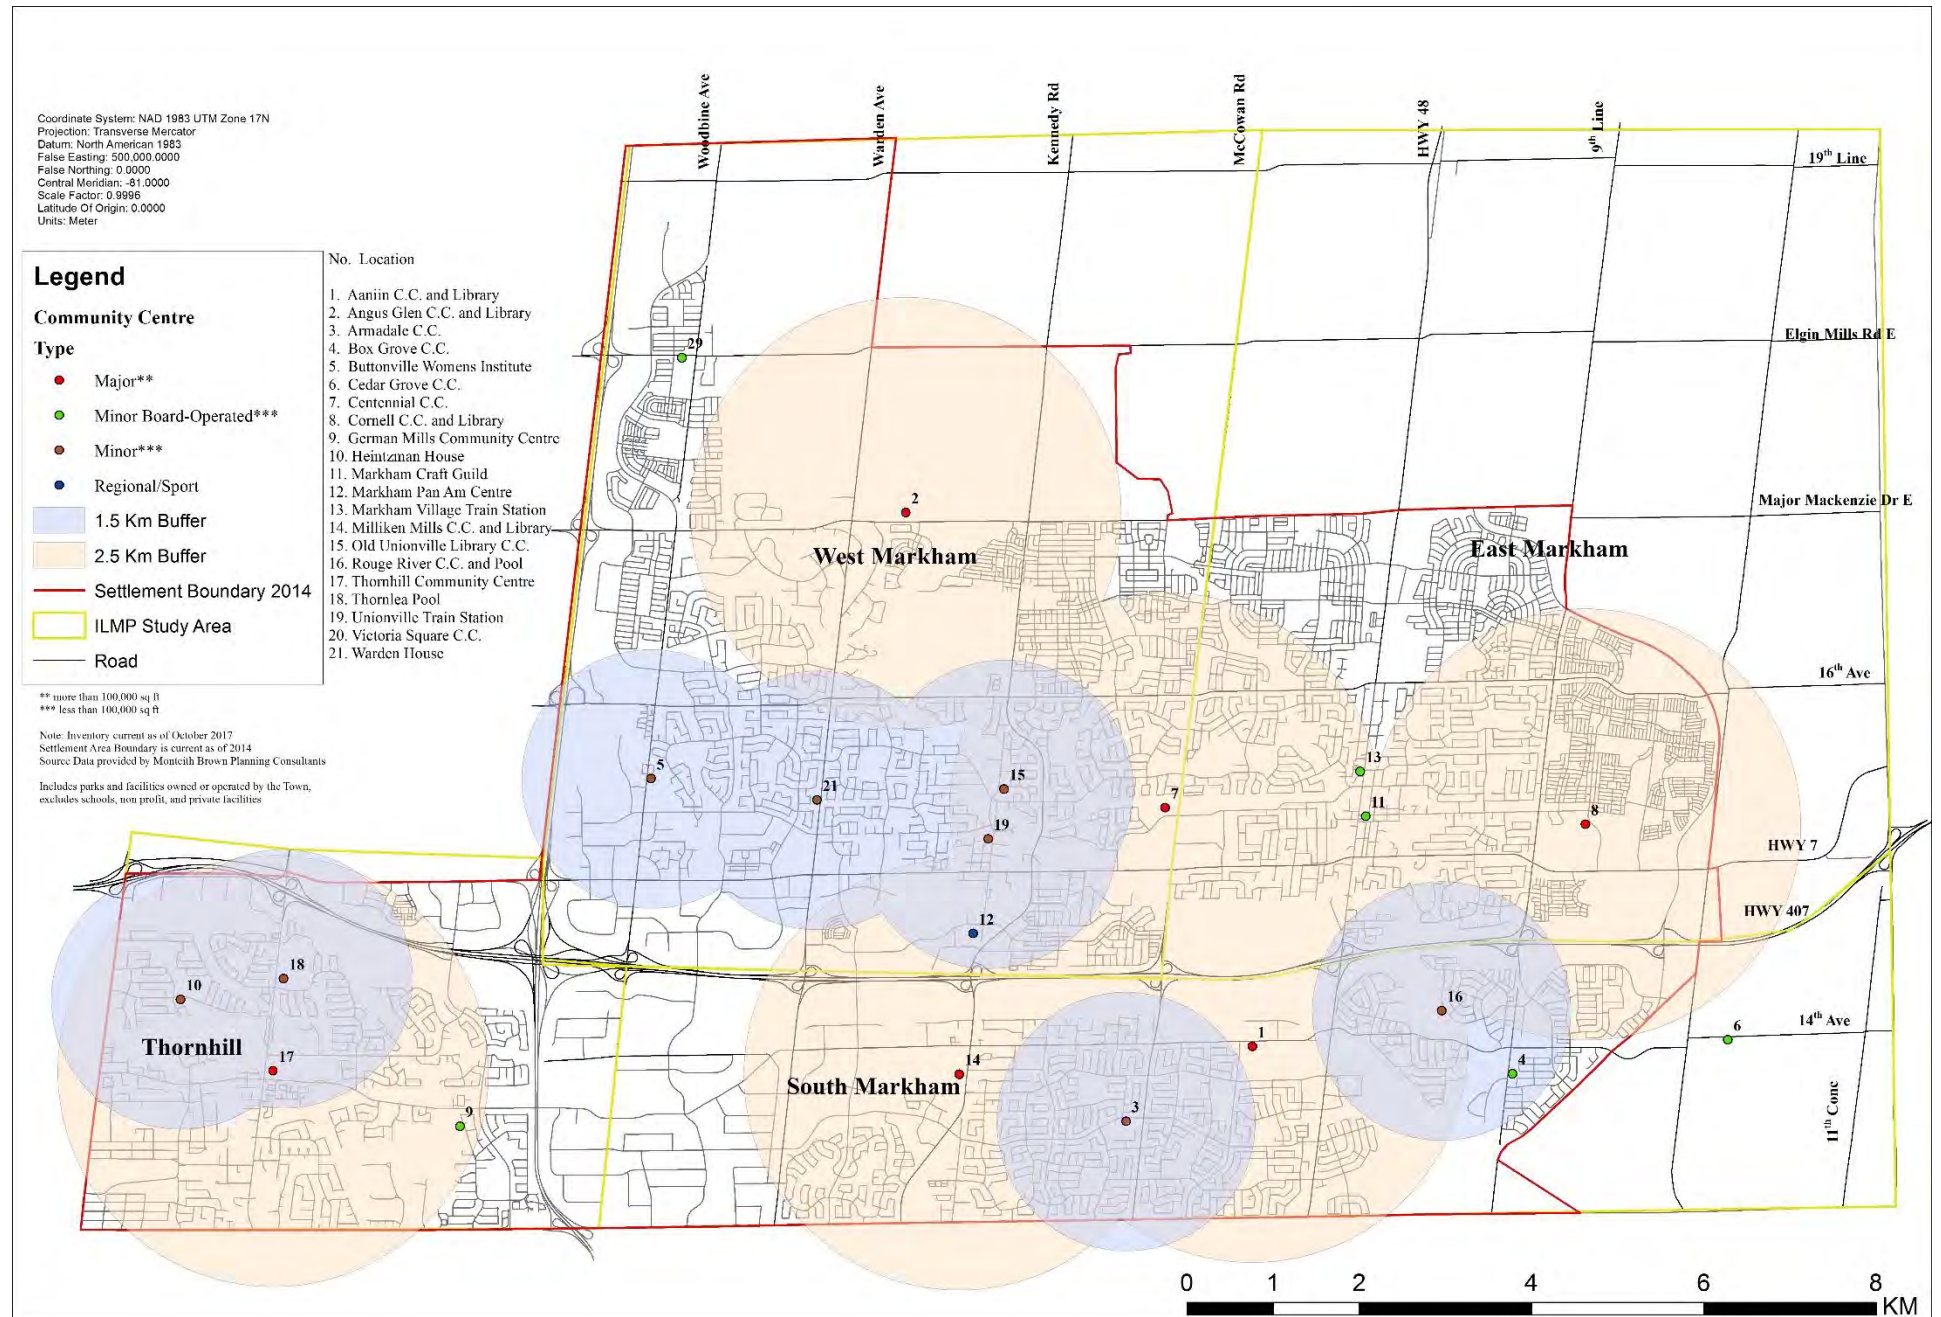 Coordinate System: NAD 1983 UTM Zone 17N
Projection: Transverse Mercator
Datum: North American 1983
False Easting: 500,000.0000
False Northing: 0.0000
Central Meridian: -81.0000
Scale Factor: 0.9996
Latitude Of Origin: 0.0000
Units: Meter
Legend
Community Centre
Type
Major**
Minor Board-Operated***
Minor***
Regional/Sport
1.5 Km Buffer
2.5 Km Buffer
Settlement Boundary 2014
ILMP Study Area
Road
** more than 100,000 sq ft
*** less than 100,000 sq ft
Note: Inventory current as of October 2017
Settlement Area Boundary is current as of 2014
Source Data provided by Monteith Brown Planning Consultants
Includes parks and facilities owned or operated by the Town,
excludes schools, non profit, and private facilities
No. Location
1. Aaniin C.C. and Library
2. Angus Glen C.C. and Library
3. Armadale C.C.
4. Box Grove C.C.
5. Buttonville Womens Institute
6. Cedar Grove C.C.
7. Centennial C.C.
8. Cornell C.C. and Library
9. German Mills Community Centre
10. Heintzman House
11. Markham Craft Guild
12. Markham Pan Am Centre
13. Markham Village Train Station
14. Milliken Mills C.C. and Library
15. Old Unionville Library C.C.
16. Rouge River C.C. and Pool
17. Thornhill Community Centre
18. Thornlea Pool
19. Unionville Train Station
20. Victoria Square C.C.
21. Warden House
Woodbine Ave
Warden Ave
Kennedy Rd
McCowan Rd
HWY 48
9th Line
19th Line
Elgin Mills Rd E
29
Major Mackenzie Dr E
2
West Markham
East Markham
16th Ave
5
21
15
13
7
11
8
19
HWY 7
12
HWY 407
18
10
16
14th Ave
6
1
Thornhill
17
14
South Markham
4
3
9
11th Conc
0 1 2 4 6 8
KM